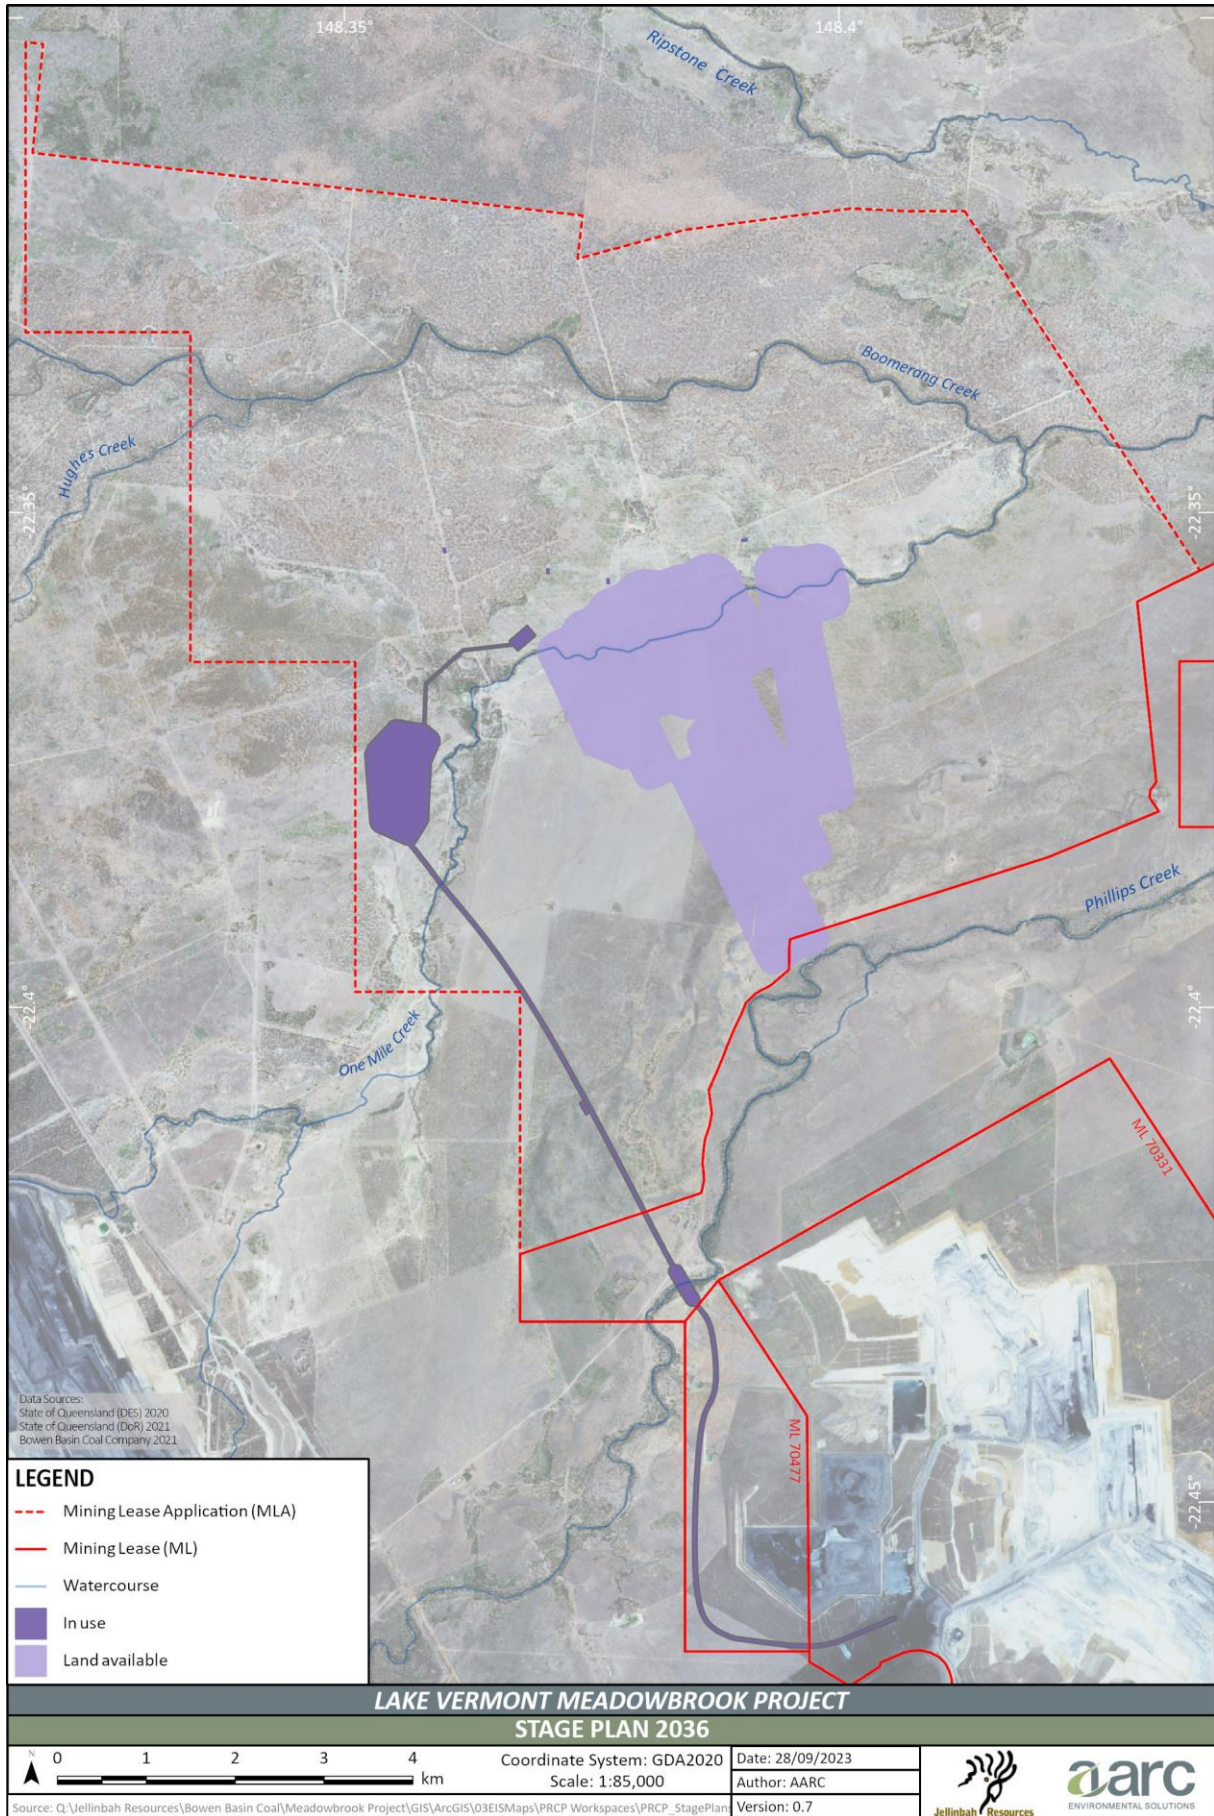 148.35°
148.4°
Ripstone Creek
Boomerang Creek
Hughes Creek
-22.35°
-22.35°
Phillips Creek
-22.4°
-22.4°
One Mile Creek
ML 70331
ML 70477
-22.45°
Data Sources:
State of Queensland (DES) 2020
State of Queensland (DoR) 2021
Bowen Basin Coal Company 2021
LEGEND
Mining Lease Application (MLA)
Mining Lease (ML)
Watercourse
In use
Land available
LAKE VERMONT MEADOWBROOK PROJECT
STAGE PLAN 2036
N
0 1 2 3 4
km
Coordinate System: GDA2020
Scale: 1:85,000
Date: 28/09/2023
Author: AARC
Version: 0.7
Source: Q:\Jellinbah Resources\Bowen Basin Coal\Meadowbrook Project\GIS\ArcGIS\03EISMaps\PRCP Workspaces\PRCP_StagePlans
Jellinbah Resources
aarc
ENVIRONMENTAL SOLUTIONS